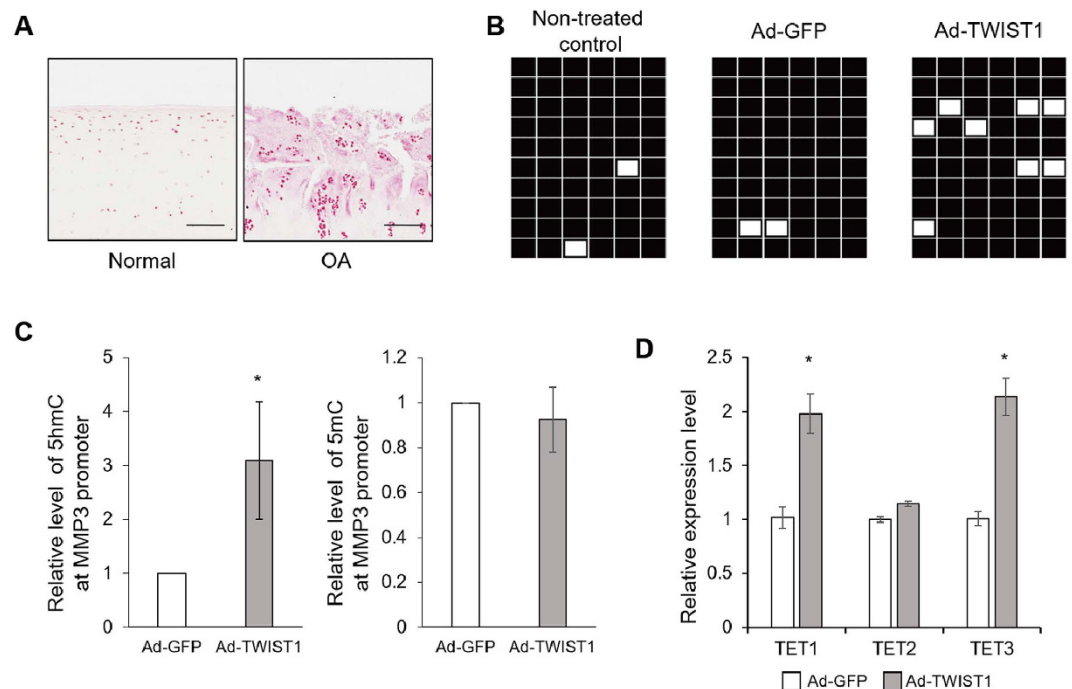 A
Normal
OA
B
Non-treated
control
Ad-GFP
Ad-TWIST1
C
Relative level of 5hmC
at MMP3 promoter
5
4
3
2
1
0
*
Ad-GFP
Ad-TWIST1
Relative level of 5mC
at MMP3 promoter
1.2
1
0.8
0.6
0.4
0.2
0
Ad-GFP
Ad-TWIST1
D
Relative expression level
2.5
2
1.5
1
0.5
0
*
*
TET1
TET2
TET3
Ad-GFP
Ad-TWIST1